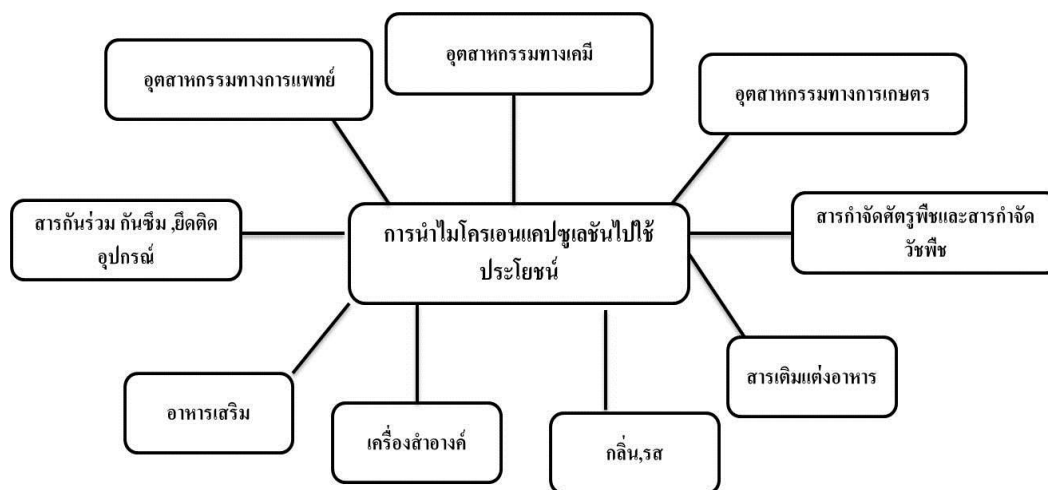 อุตสาหกรรมทางเคมี
อุตสาหกรรมทางการแพทย์
อุตสาหกรรมทางการเกษตร
สารกันร่วม กันซึม ,ยึดติด
อุปกรณ์
การนำไมโครเอนแคปซูเลชันไปใช้
ประโยชน์
สารกำจัดศัตรูพืชและสารกำจัด
วัชพืช
สารเติมแต่งอาหาร
อาหารเสริม
เครื่องสำอางค์
กลิ่น,รส